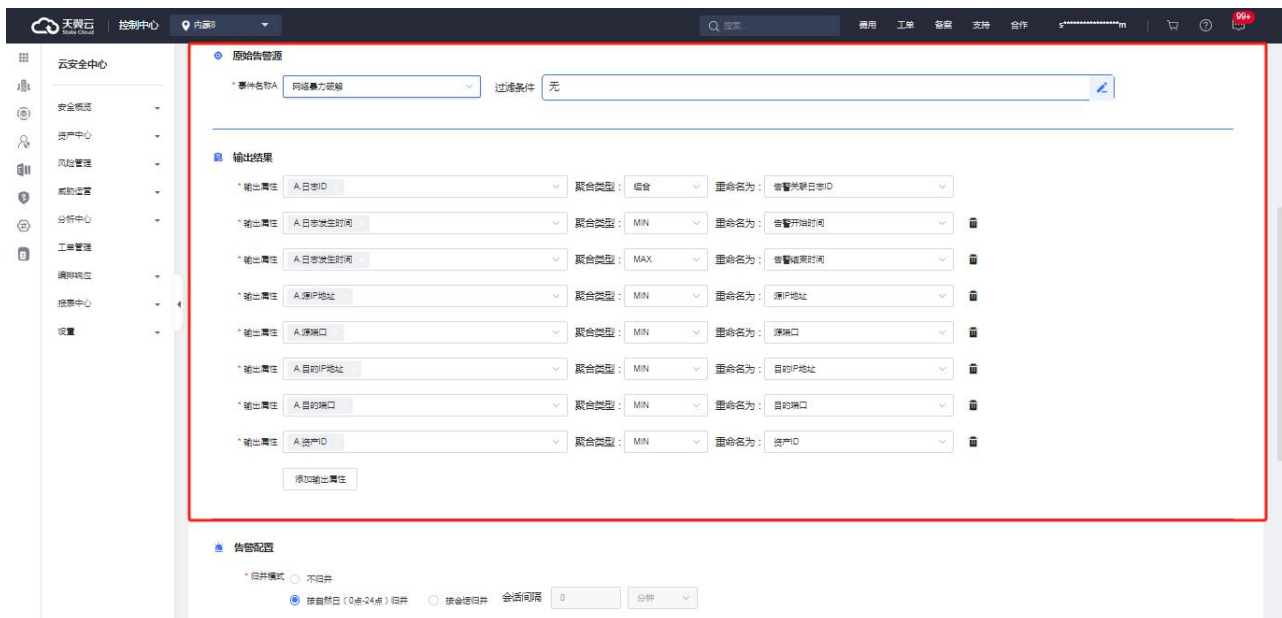 天翼云 State Cloud 控制中心 内蒙8 搜索... 费用 工单 备案 支持 合作 s******************m 99+
云安全中心
安全概览
资产中心
风险管理
威胁运营
分析中心
工单管理
编排响应
报表中心
设置
原始告警源
* 事件名称A 网络暴力破解 过滤条件 无
输出结果
* 输出属性 A.日志ID 聚合类型: 组合 重命名为: 告警关联日志ID
* 输出属性 A.日志发生时间 聚合类型: MIN 重命名为: 告警开始时间
* 输出属性 A.日志发生时间 聚合类型: MAX 重命名为: 告警结束时间
* 输出属性 A.源IP地址 聚合类型: MIN 重命名为: 源IP地址
* 输出属性 A.源端口 聚合类型: MIN 重命名为: 源端口
* 输出属性 A.目的IP地址 聚合类型: MIN 重命名为: 目的IP地址
* 输出属性 A.目的端口 聚合类型: MIN 重命名为: 目的端口
* 输出属性 A.资产ID 聚合类型: MIN 重命名为: 资产ID
添加输出属性
告警配置
* 归并模式 不归并
按自然日(0点-24点)归并 按会话归并 会话间隔 0 分钟